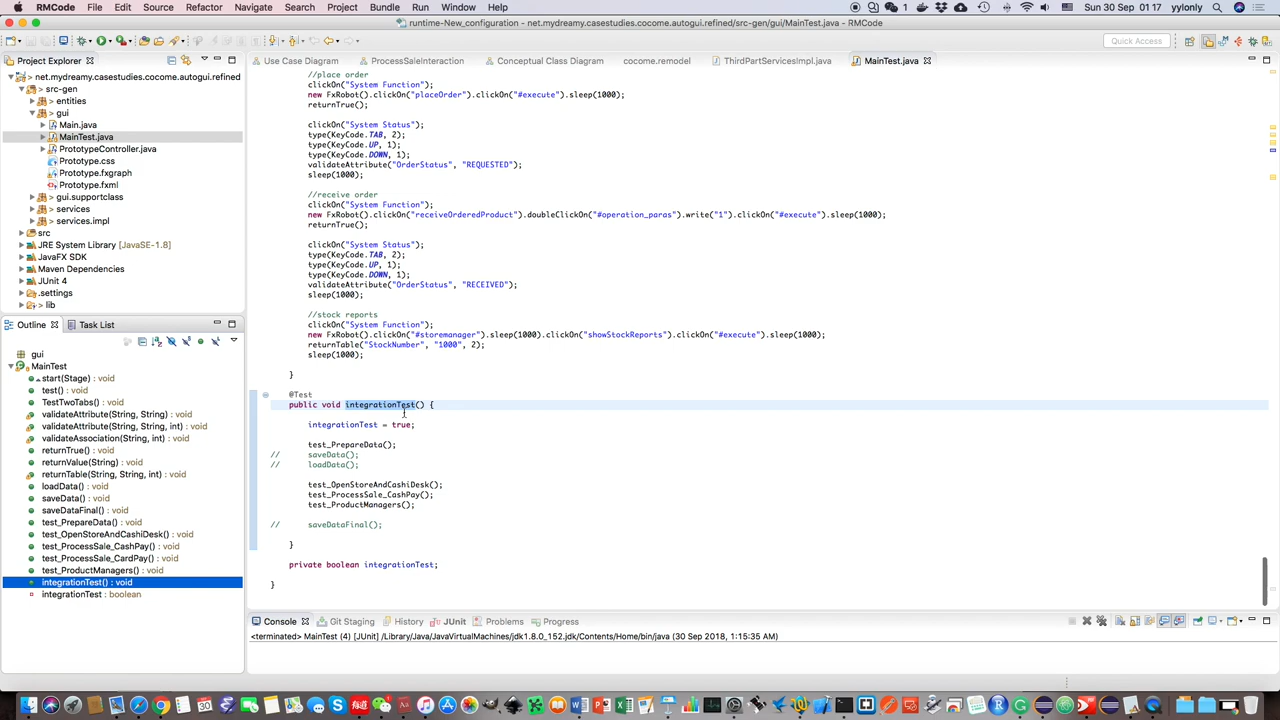 RMCode File Edit Source Refactor Navigate Search Project Bundle Run Window Help 1 Sun 30 Sep 01:17 yylonly
runtime-New_configuration - net.mydreamy.casestudies.cocome.autogui.refined/src-gen/gui/MainTest.java - RMCode
Quick Access
Project Explorer
net.mydreamy.casestudies.cocome.autogui.refined
src-gen
entities
gui
Main.java
MainTest.java
PrototypeController.java
Prototype.css
Prototype.fxgraph
Prototype.fxml
gui.supportclass
services
services.impl
src
JRE System Library [JavaSE-1.8]
JavaFX SDK
Maven Dependencies
JUnit 4
.settings
lib
Outline Task List
gui
MainTest
start(Stage) : void
test() : void
TestTwoTabs() : void
validateAttribute(String, String) : void
validateAttribute(String, int) : void
validateAssociation(String, int) : void
returnTrue() : void
returnValue(String) : void
returnTable(String, String, int) : void
loadData() : void
saveData() : void
saveDataFinal() : void
test_PrepareData() : void
test_OpenStoreAndCashiDesk() : void
test_ProcessSale_CashPay() : void
test_ProcessSale_CardPay() : void
test_ProductManagers() : void
integrationTest() : void
integrationTest : boolean
Use Case Diagram ProcessSaleInteraction Conceptual Class Diagram cocome.remodel ThirdPartServicesImpl.java MainTest.java
//place order
clickOn("System Function");
new FxRobot().clickOn("placeOrder").clickOn("#execute").sleep(1000);
returnTrue();
clickOn("System Status");
type(KeyCode.TAB, 2);
type(KeyCode.UP, 1);
type(KeyCode.DOWN, 1);
validateAttribute("OrderStatus", "REQUESTED");
sleep(1000);
//receive order
clickOn("System Function");
new FxRobot().clickOn("receiveOrderedProduct").doubleClickOn("#operation_paras").write("1").clickOn("#execute").sleep(1000);
returnTrue();
clickOn("System Status");
type(KeyCode.TAB, 2);
type(KeyCode.UP, 1);
type(KeyCode.DOWN, 1);
validateAttribute("OrderStatus", "RECEIVED");
sleep(1000);
//stock reports
clickOn("System Function");
new FxRobot().clickOn("#storemanager").sleep(1000).clickOn("showStockReports").clickOn("#execute").sleep(1000);
returnTable("StockNumber", "1000", 2);
sleep(1000);
}
@Test
public void integrationTest() {
integrationTest = true;
test_PrepareData();
// saveData();
// loadData();
test_OpenStoreAndCashiDesk();
test_ProcessSale_CashPay();
test_ProductManagers();
// saveDataFinal();
}
private boolean integrationTest;
}
Console Git Staging History JUnit Problems Progress
<terminated> MainTest (4) [JUnit] /Library/Java/JavaVirtualMachines/jdk1.8.0_152.jdk/Contents/Home/bin/java (30 Sep 2018, 1:15:35 AM)